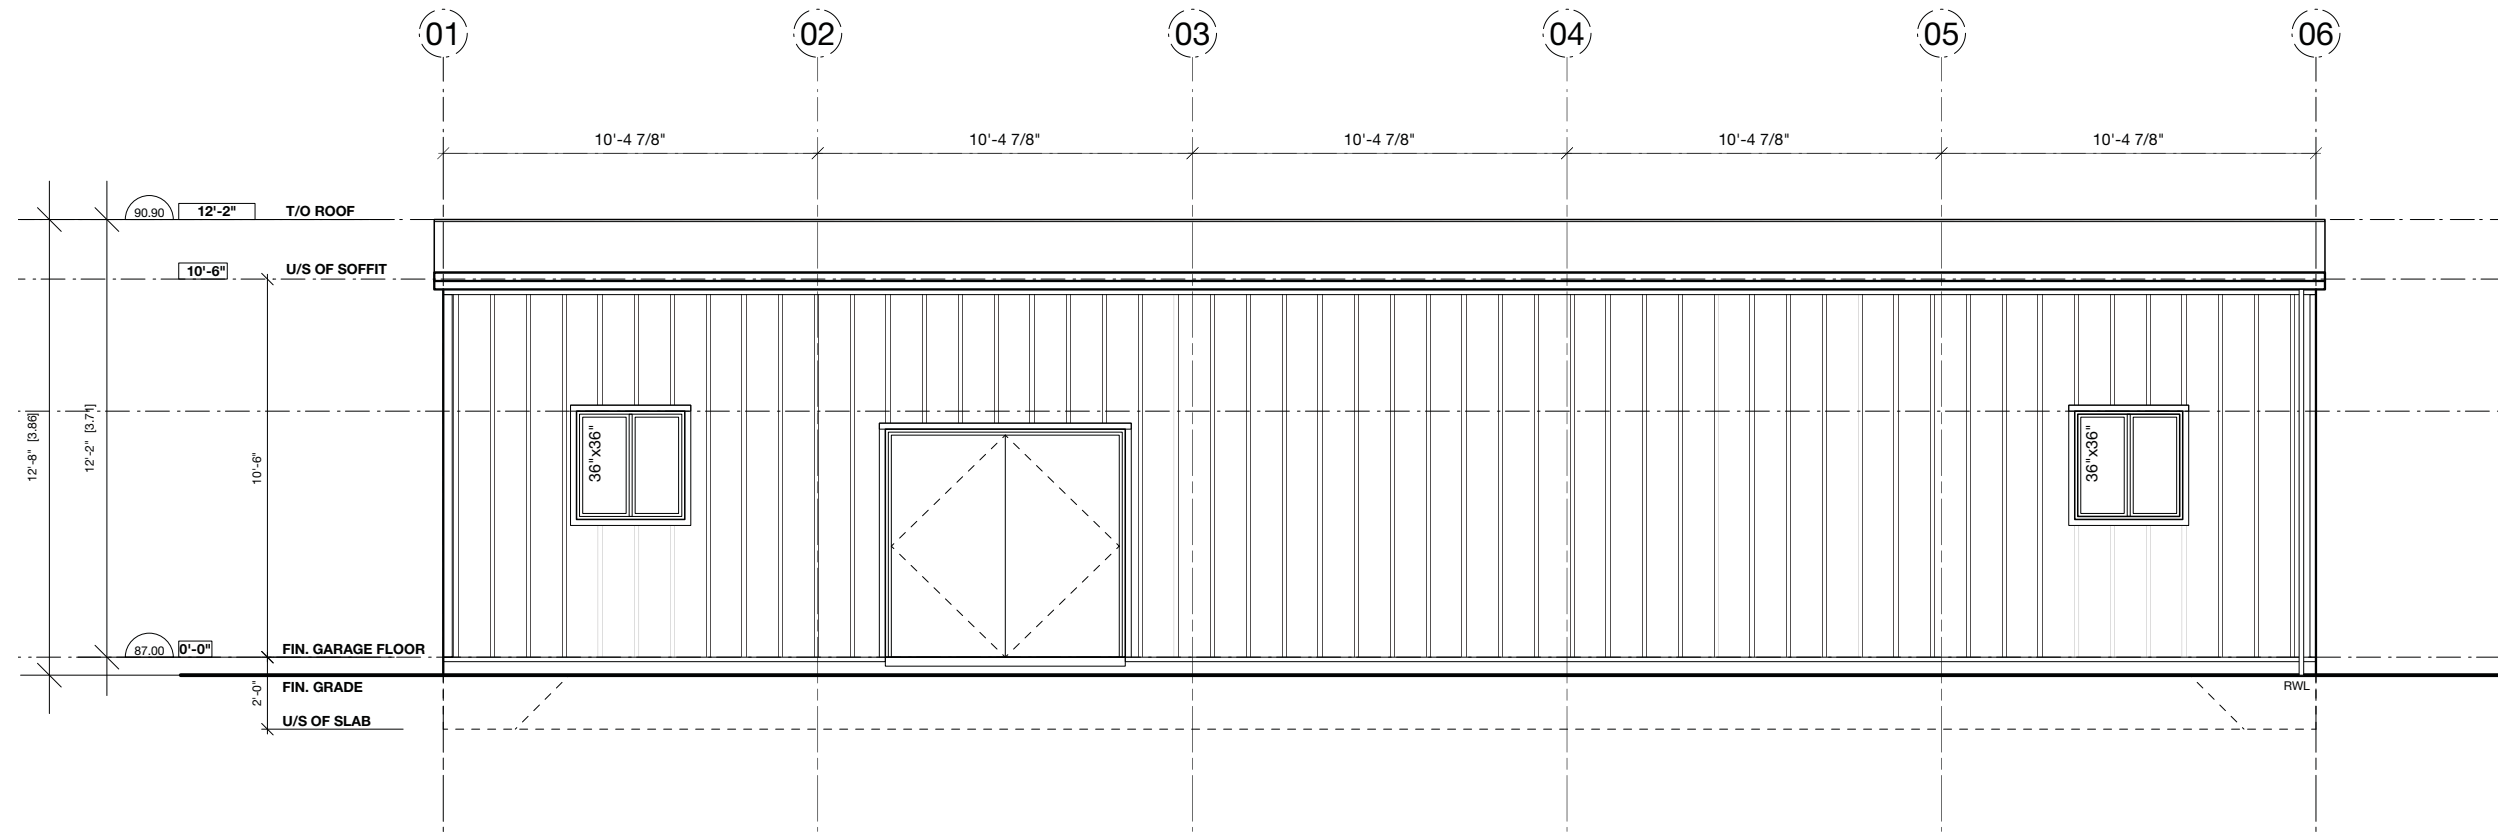 01 02 03 04 05 06
10'-4 7/8" 10'-4 7/8" 10'-4 7/8" 10'-4 7/8" 10'-4 7/8"
90.90 12'-2" T/O ROOF
10'-6" U/S OF SOFFIT
12'-8" [3.86]
12'-2" [3.71]
10'-6"
36"x36"
36"x36"
87.00 0'-0" FIN. GARAGE FLOOR
2'-0"
FIN. GRADE
RWL
U/S OF SLAB